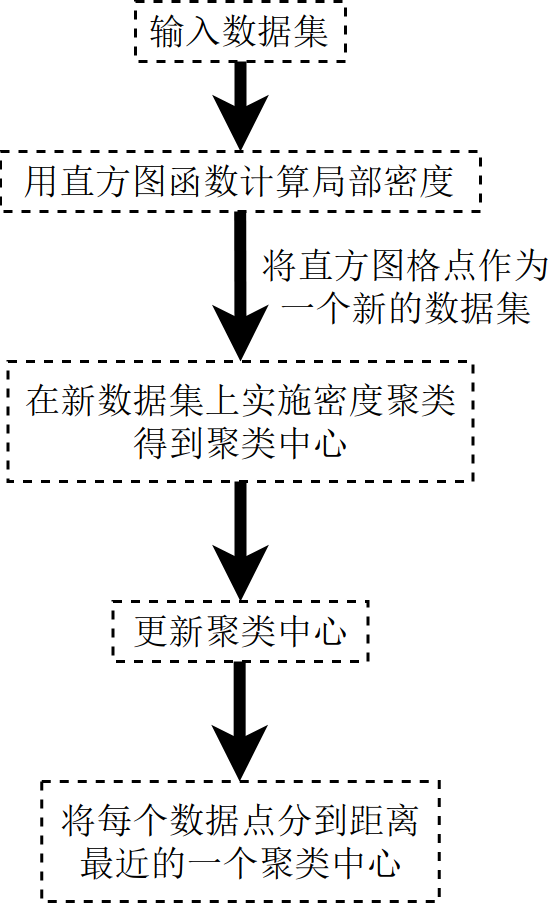 输入数据集
用直方图函数计算局部密度
将直方图格点作为
一个新的数据集
在新数据集上实施密度聚类
得到聚类中心
更新聚类中心
将每个数据点分到距离
最近的一个聚类中心